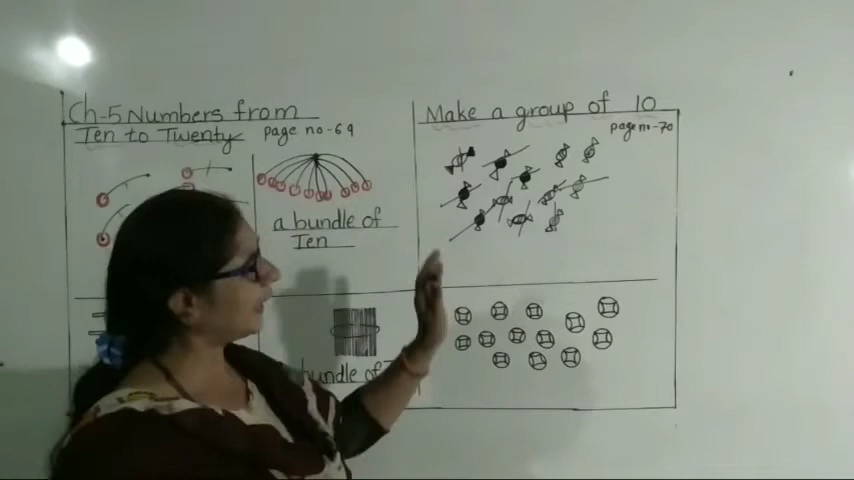 Ch-5 Numbers from
Ten to Twenty page no-69
a bundle of
Ten
bundle of
Make a group of 10
page no-70